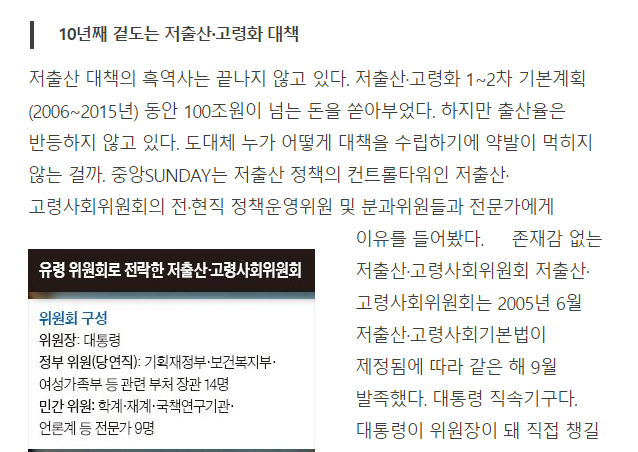 10년째 겉도는 저출산·고령화 대책
저출산 대책의 흑역사는 끝나지 않고 있다. 저출산·고령화 1~2차 기본계획
(2006~2015년) 동안 100조원이 넘는 돈을 쏟아부었다. 하지만 출산율은
반등하지 않고 있다. 도대체 누가 어떻게 대책을 수립하기에 약발이 먹히지
않는 걸까. 중앙SUNDAY는 저출산 정책의 컨트롤타워인 저출산·
고령사회위원회의 전·현직 정책운영위원 및 분과위원들과 전문가에게
이유를 들어봤다. 존재감 없는
저출산·고령사회위원회 저출산·
고령사회위원회는 2005년 6월
저출산·고령사회기본법이
제정됨에 따라 같은 해 9월
발족했다. 대통령 직속기구다.
대통령이 위원장이 돼 직접 챙길
유령 위원회로 전락한 저출산·고령사회위원회
위원회 구성
위원장: 대통령
정부 위원(당연직): 기획재정부·보건복지부·
여성가족부 등 관련 부처 장관 14명
민간 위원: 학계·재계·국책연구기관·
언론계 등 전문가 9명